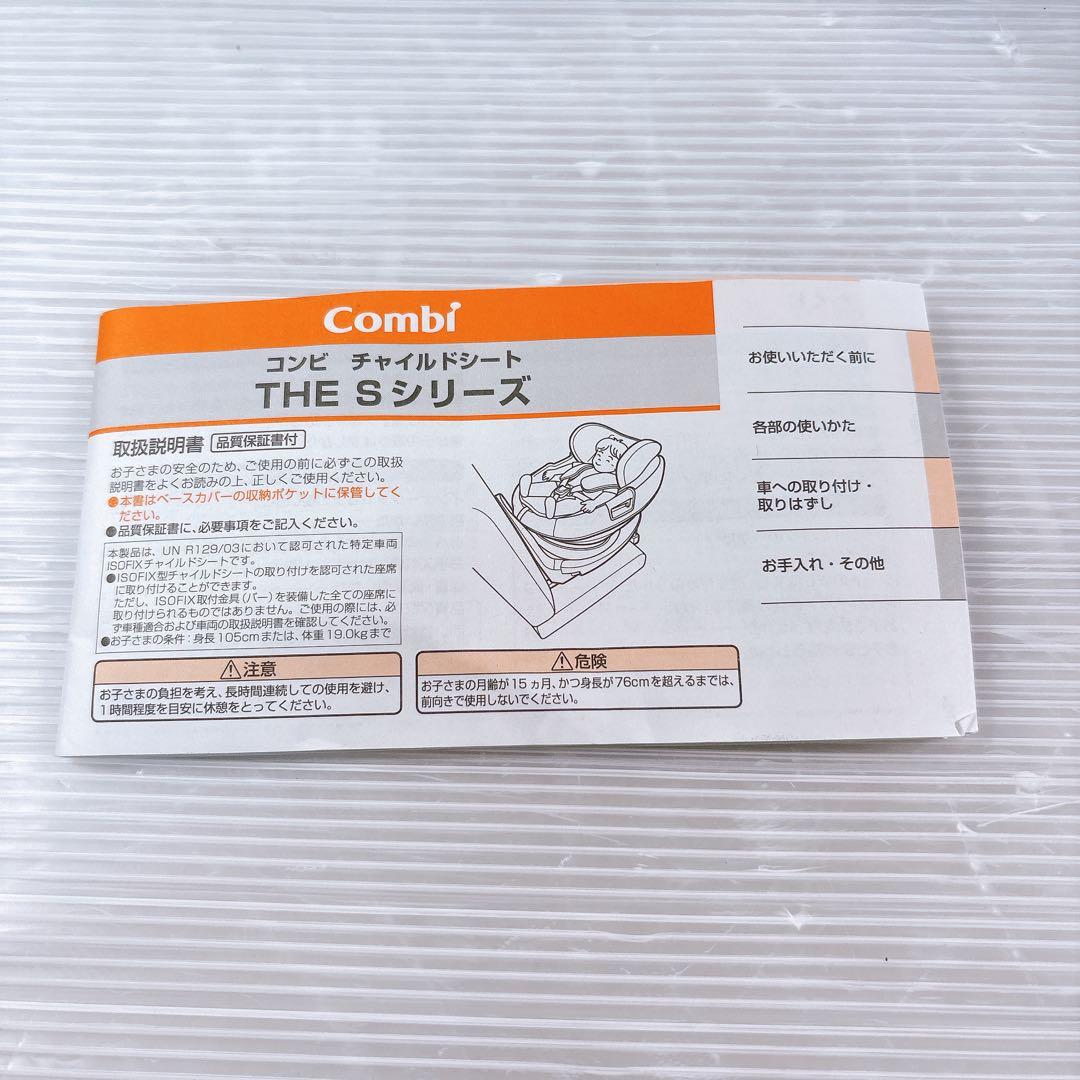 Combi
コンビ チャイルドシート
THE Sシリーズ
取扱説明書 品質保証書付
お子さまの安全のため、ご使用の前に必ずこの取扱
説明書をよくお読みの上、正しくご使用ください。
●本書はベースカバーの収納ポケットに保管してく
ださい。
●品質保証書に、必要事項をご記入ください。
本製品は、UN R129/03において認可された特定車両
ISOFIXチャイルドシートです。
●ISOFIX型チャイルドシートの取り付けを認可された座席
に取り付けることができます。
ただし、ISOFIX取付金具(バー)を装備した全ての座席に
取り付けられるものではありません。ご使用の際には、必
ず車種適合および車両の取扱説明書を確認してください。
●お子さまの条件:身長105cmまたは、体重19.0kgまで
⚠注意
お子さまの負担を考え、長時間連続しての使用を避け、
1時間程度を目安に休憩をとってください。
⚠危険
お子さまの月齢が15ヵ月、かつ身長が76cmを超えるまでは、
前向きで使用しないでください。
お使いいただく前に
各部の使いかた
車への取り付け・
取りはずし
お手入れ・その他